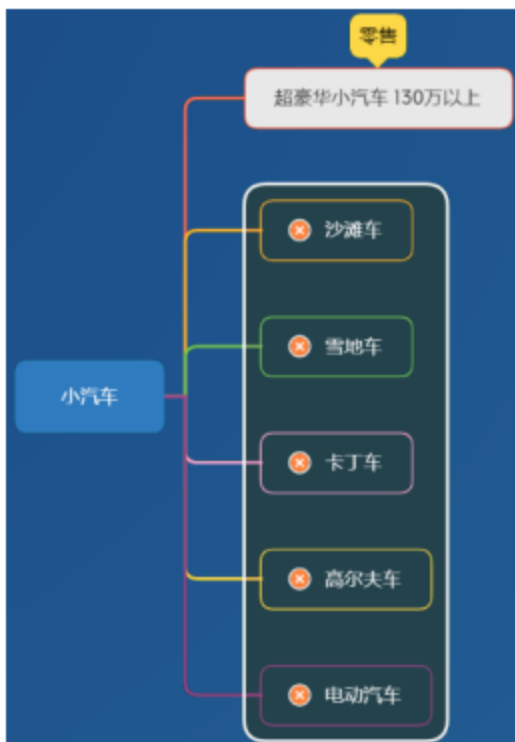 零售
超豪华小汽车 130万以上
沙滩车
雪地车
小汽车
卡丁车
高尔夫车
电动汽车